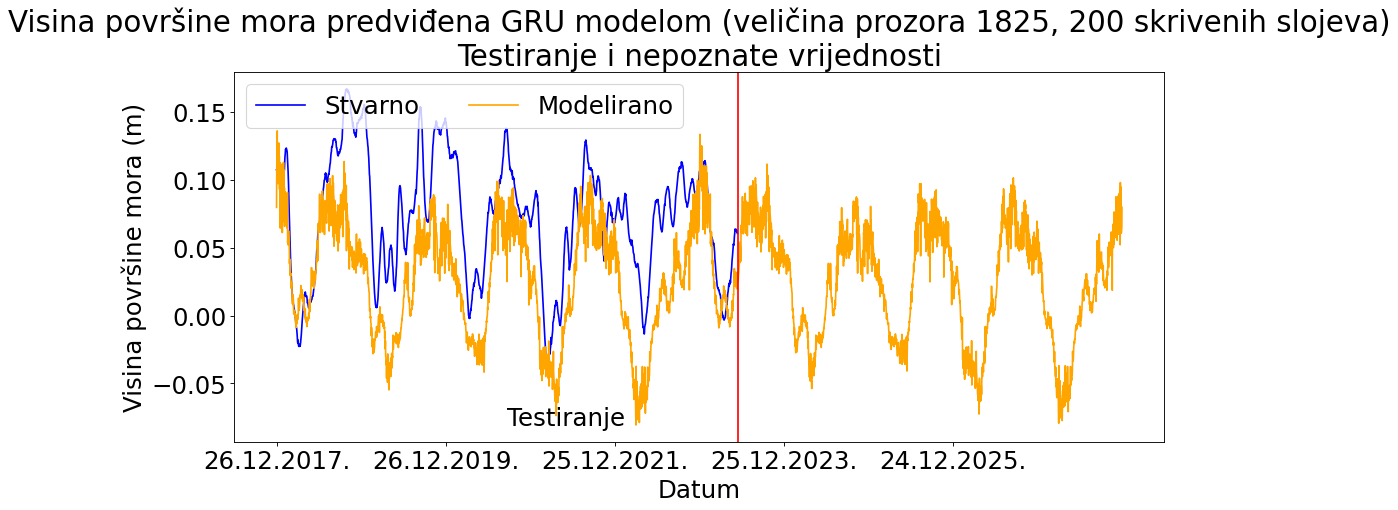 Visina površine mora predviđena GRU modelom (veličina prozora 1825, 200 skrivenih slojeva)
Testiranje i nepoznate vrijednosti
Stvarno Modelirano
Visina površine mora (m)
0.15
0.10
0.05
0.00
−0.05
Testiranje
26.12.2017. 26.12.2019. 25.12.2021. 25.12.2023. 24.12.2025.
Datum